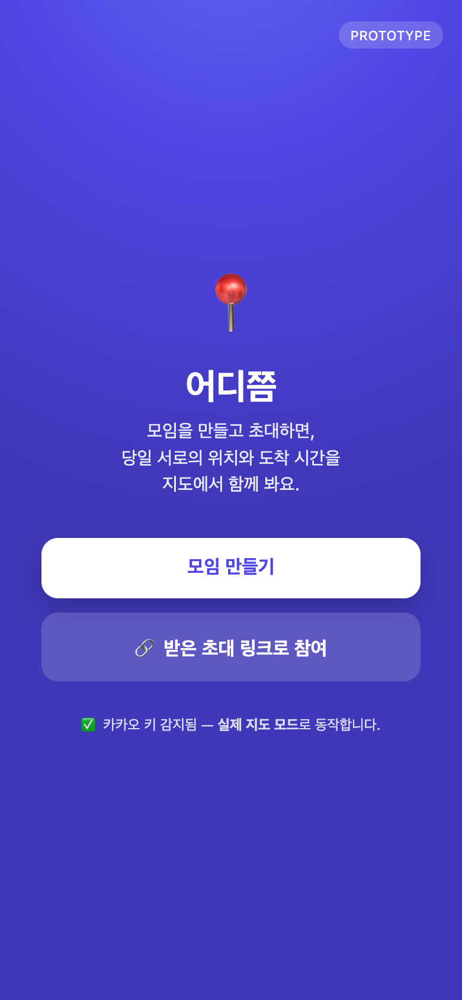 PROTOTYPE
어디쯤
모임을 만들고 초대하면,
당일 서로의 위치와 도착 시간을
지도에서 함께 봐요.
모임 만들기
🔗 받은 초대 링크로 참여
✅ 카카오 키 감지됨 — 실제 지도 모드로 동작합니다.